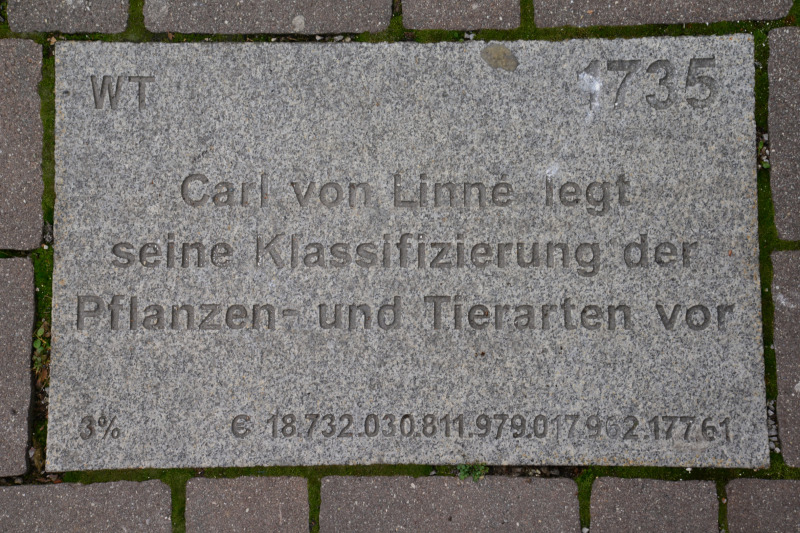 WT 1735
Carl von Linné legt
seine Klassifizierung der
Pflanzen- und Tierarten vor
3% € 18.732.030.811.979.017.962.177,61